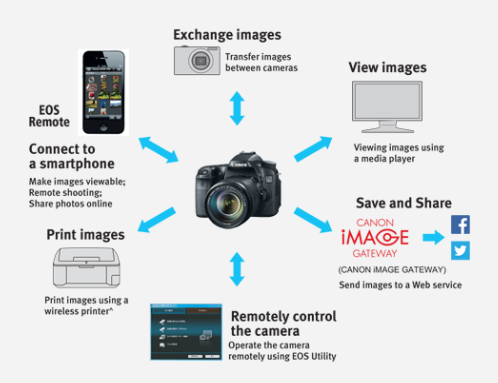 Exchange images
Transfer images
between cameras
View images
Viewing images using
a media player
EOS
Remote
Connect to
a smartphone
Make images viewable;
Remote shooting;
Share photos online
Canon
Save and Share
CANON
iMAGE
GATEWAY
(CANON iMAGE GATEWAY)
Send images to a Web service
Print images
Print images using a
wireless printer^
Remotely control
the camera
Operate the camera
remotely using EOS Utility